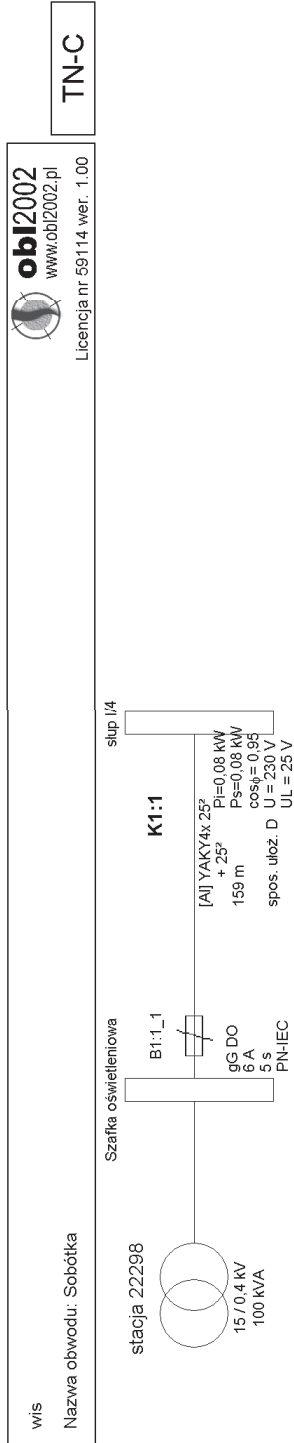 wis
Nazwa obwodu: Sobótka
obl2002
www.obl2002.pl
Licencja nr 59114 wer. 1.00
TN-C
stacja 22298
15 / 0,4 kV
100 kVA
Szafka oświetleniowa
B1:1_1
gG DO
6 A
5 s
PN-IEC
K1:1
[Al] YAKY4x 25²
+ 25²
159 m
spos. ułoż. D
Pi=0,08 kW
Ps=0,08 kW
cosϕ= 0,95
U = 230 V
UL = 25 V
słup I/4